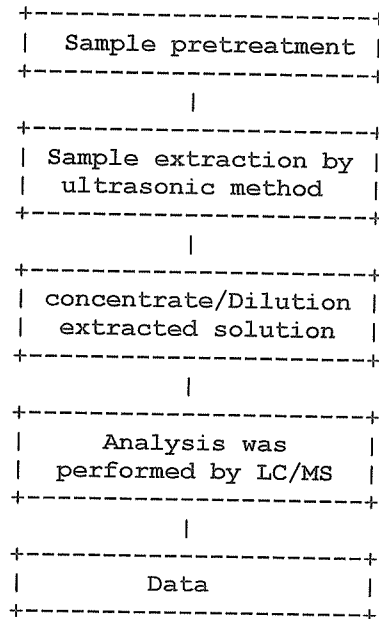 Sample pretreatment
Sample extraction by
ultrasonic method
concentrate/Dilution
extracted solution
Analysis was
performed by LC/MS
Data